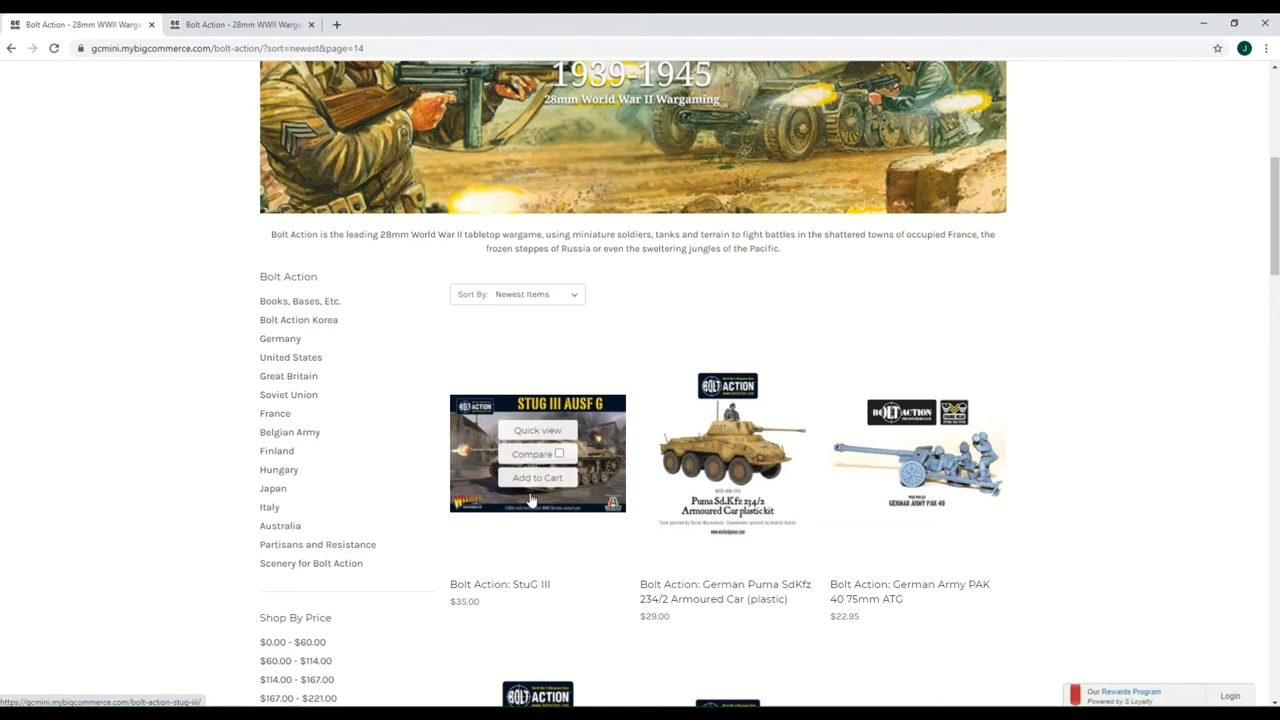 Bolt Action - 28mm WWII Warga
Bolt Action - 28mm WWII Warga
gcmini.mybigcommerce.com/bolt-action/?sort=newest&page=14
J
1939-1945
28mm World War II Wargaming
Bolt Action is the leading 28mm World War II tabletop wargame, using miniature soldiers, tanks and terrain to fight battles in the shattered towns of occupied France, the
frozen steppes of Russia or even the sweltering jungles of the Pacific.
Bolt Action
Books, Bases, Etc.
Bolt Action Korea
Germany
United States
Great Britain
Soviet Union
France
Belgian Army
Finland
Hungary
Japan
Italy
Australia
Partisans and Resistance
Scenery for Bolt Action
Shop By Price
$0.00 - $60.00
$60.00 - $114.00
$114.00 - $167.00
$167.00 - $221.00
Sort By: Newest Items
BOLT ACTION
STUG III AUSF G
Quick view
Compare
Add to Cart
WARLORD
Bolt Action: StuG III
$35.00
BOLT ACTION
Puma Sd.Kfz 234/2
Armoured Car plastic kit
Bolt Action: German Puma SdKfz
234/2 Armoured Car (plastic)
$29.00
BOLT ACTION
GERMAN ARMY PAK 40
Bolt Action: German Army PAK
40 75mm ATG
$22.95
BOLT ACTION
https://gcmini.mybigcommerce.com/bolt-action-stug-iii/
Our Rewards Program
Powered by S Loyalty
Login